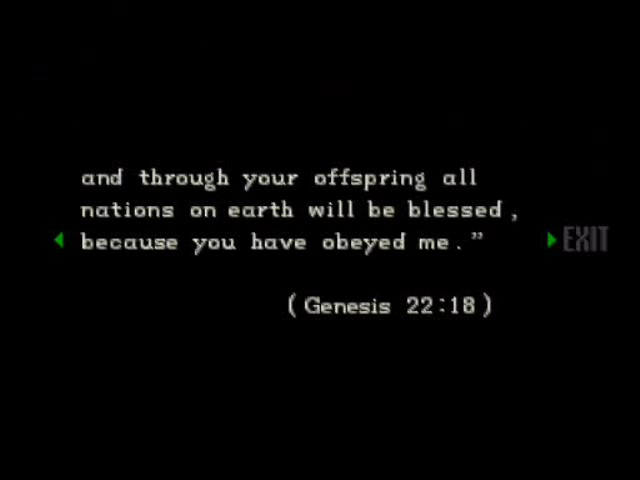 and through your offspring all
nations on earth will be blessed,
because you have obeyed me.”
EXIT
(Genesis 22:18)